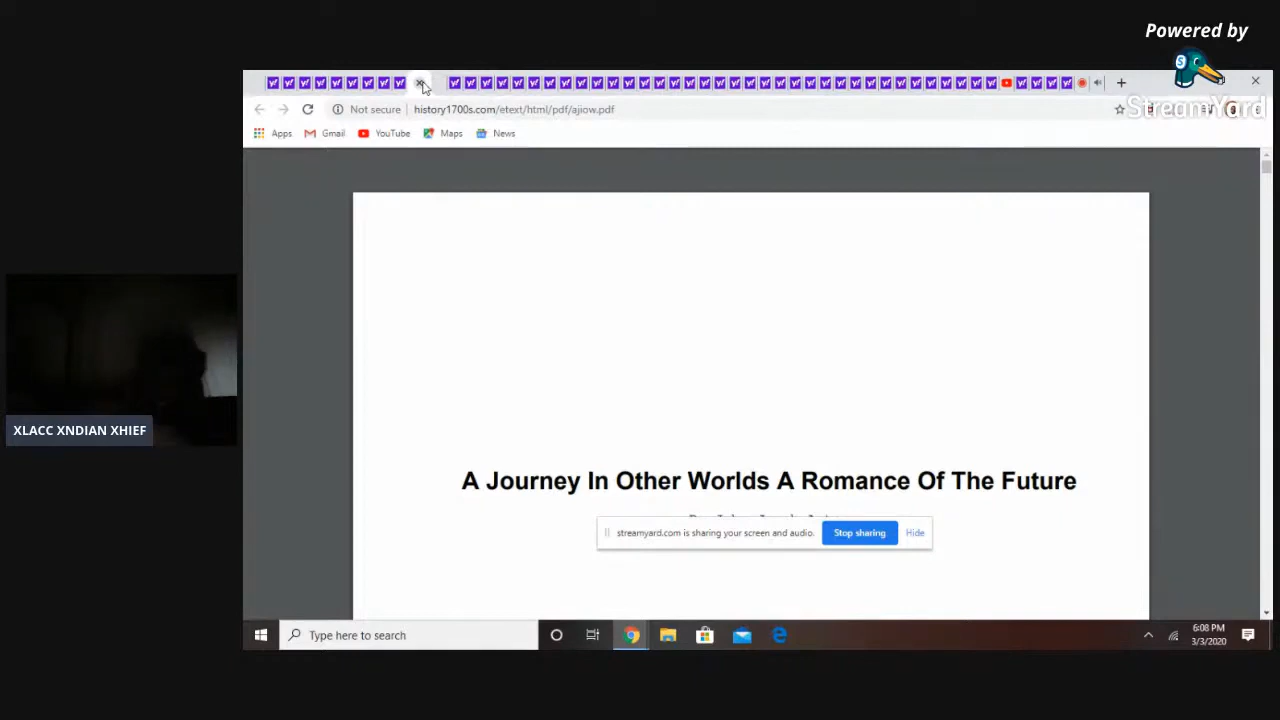 Powered by
StreamYard
Not secure
history1700s.com/etext/html/pdf/ajiow.pdf
Apps
Gmail
YouTube
Maps
News
A Journey In Other Worlds A Romance Of The Future
streamyard.com is sharing your screen and audio.
Stop sharing
Hide
XLACC XNDIAN XHIEF
Type here to search
6:08 PM
3/3/2020